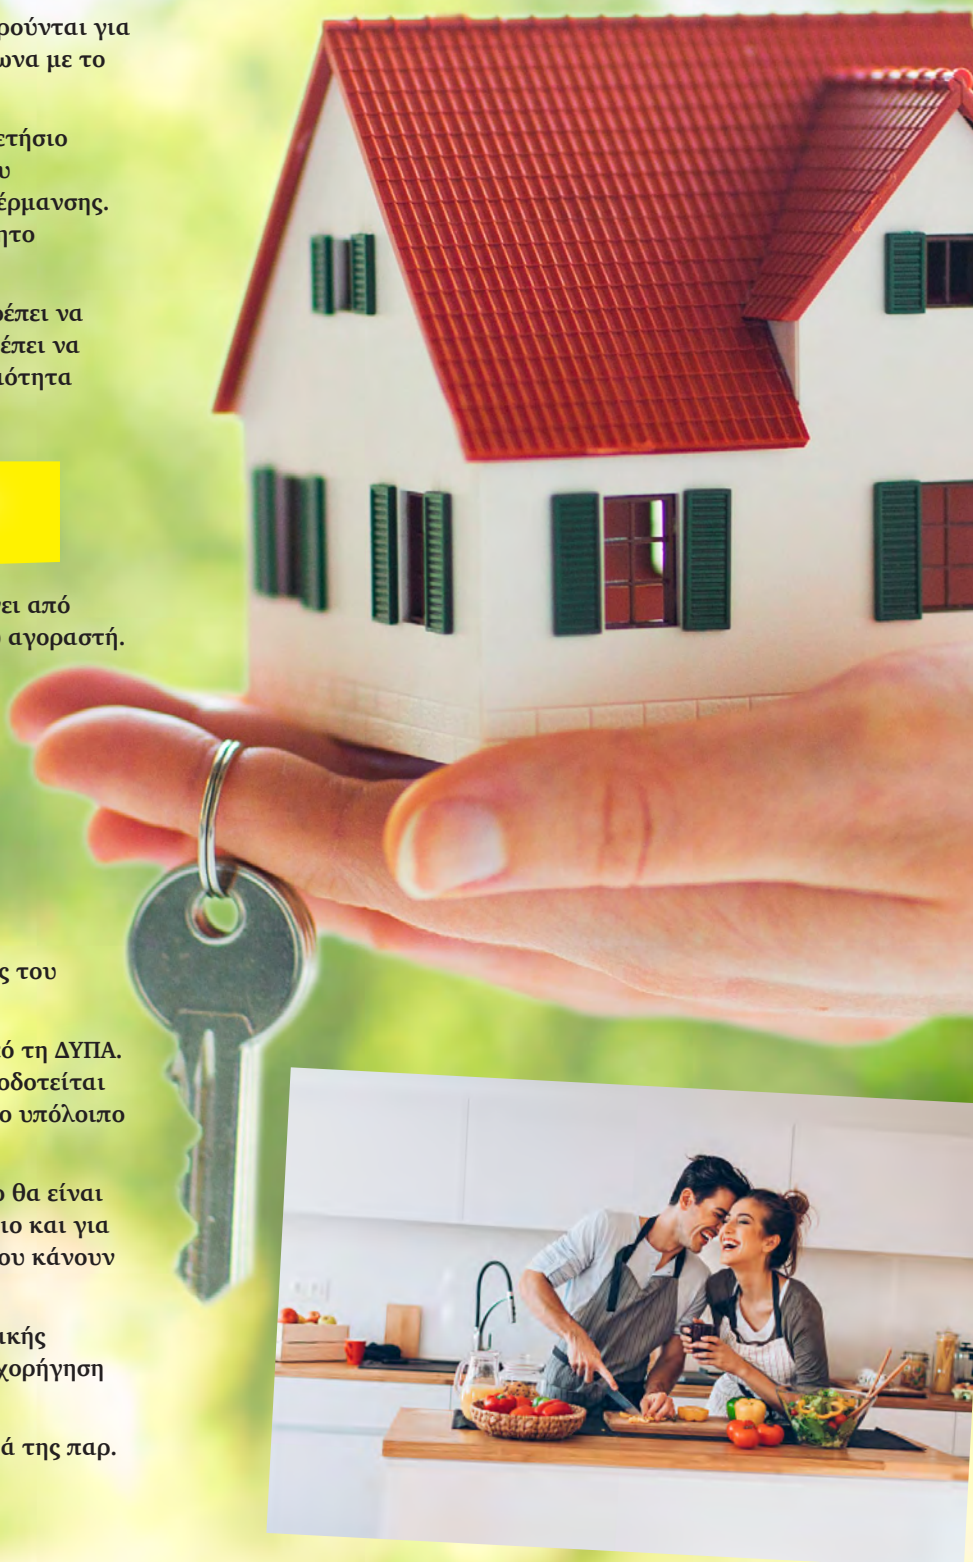 ρούνται για
ωνα με το
ετήσιο
υ
έρμανσης.
ητο
ρέπει να
έπει να
ιότητα
ει από
αγοραστή.
ς του
ό τη ΔΥΠΑ.
οδοτείται
ο υπόλοιπο
ο θα είναι
ιο και για
ου κάνουν
ικής
χορήγηση
ά της παρ.